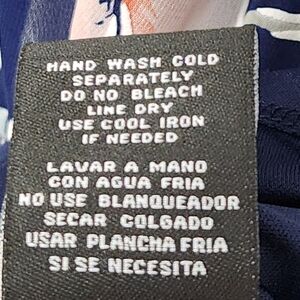 HAND WASH COLD
SEPARATELY
DO NO BLEACH
LINE DRY
USE COOL IRON
IF NEEDED
LAVAR A MANO
CON AGUA FRIA
NO USE BLANQUEADOR
SECAR COLGADO
USAR PLANCHA FRIA
SI SE NECESITA